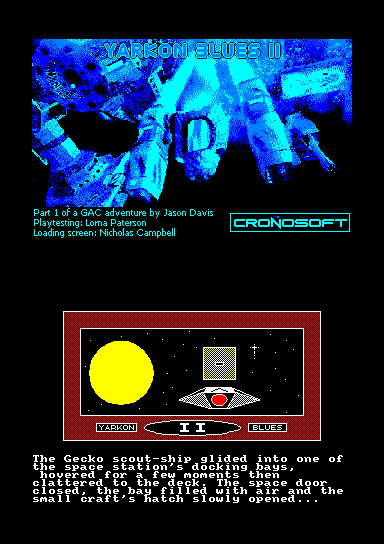 YARKON BLUES II
Part 1 of a GAC adventure by Jason Davis
Playtesting: Lorna Paterson
Loading screen: Nicholas Campbell
CRONOSOFT
YARKON II BLUES
The Gecko scout-ship glided into one of
the space station's docking bays,
hovered for a few moments then
clattered to the deck. The space door
closed, the bay filled with air and the
small craft's hatch slowly opened...